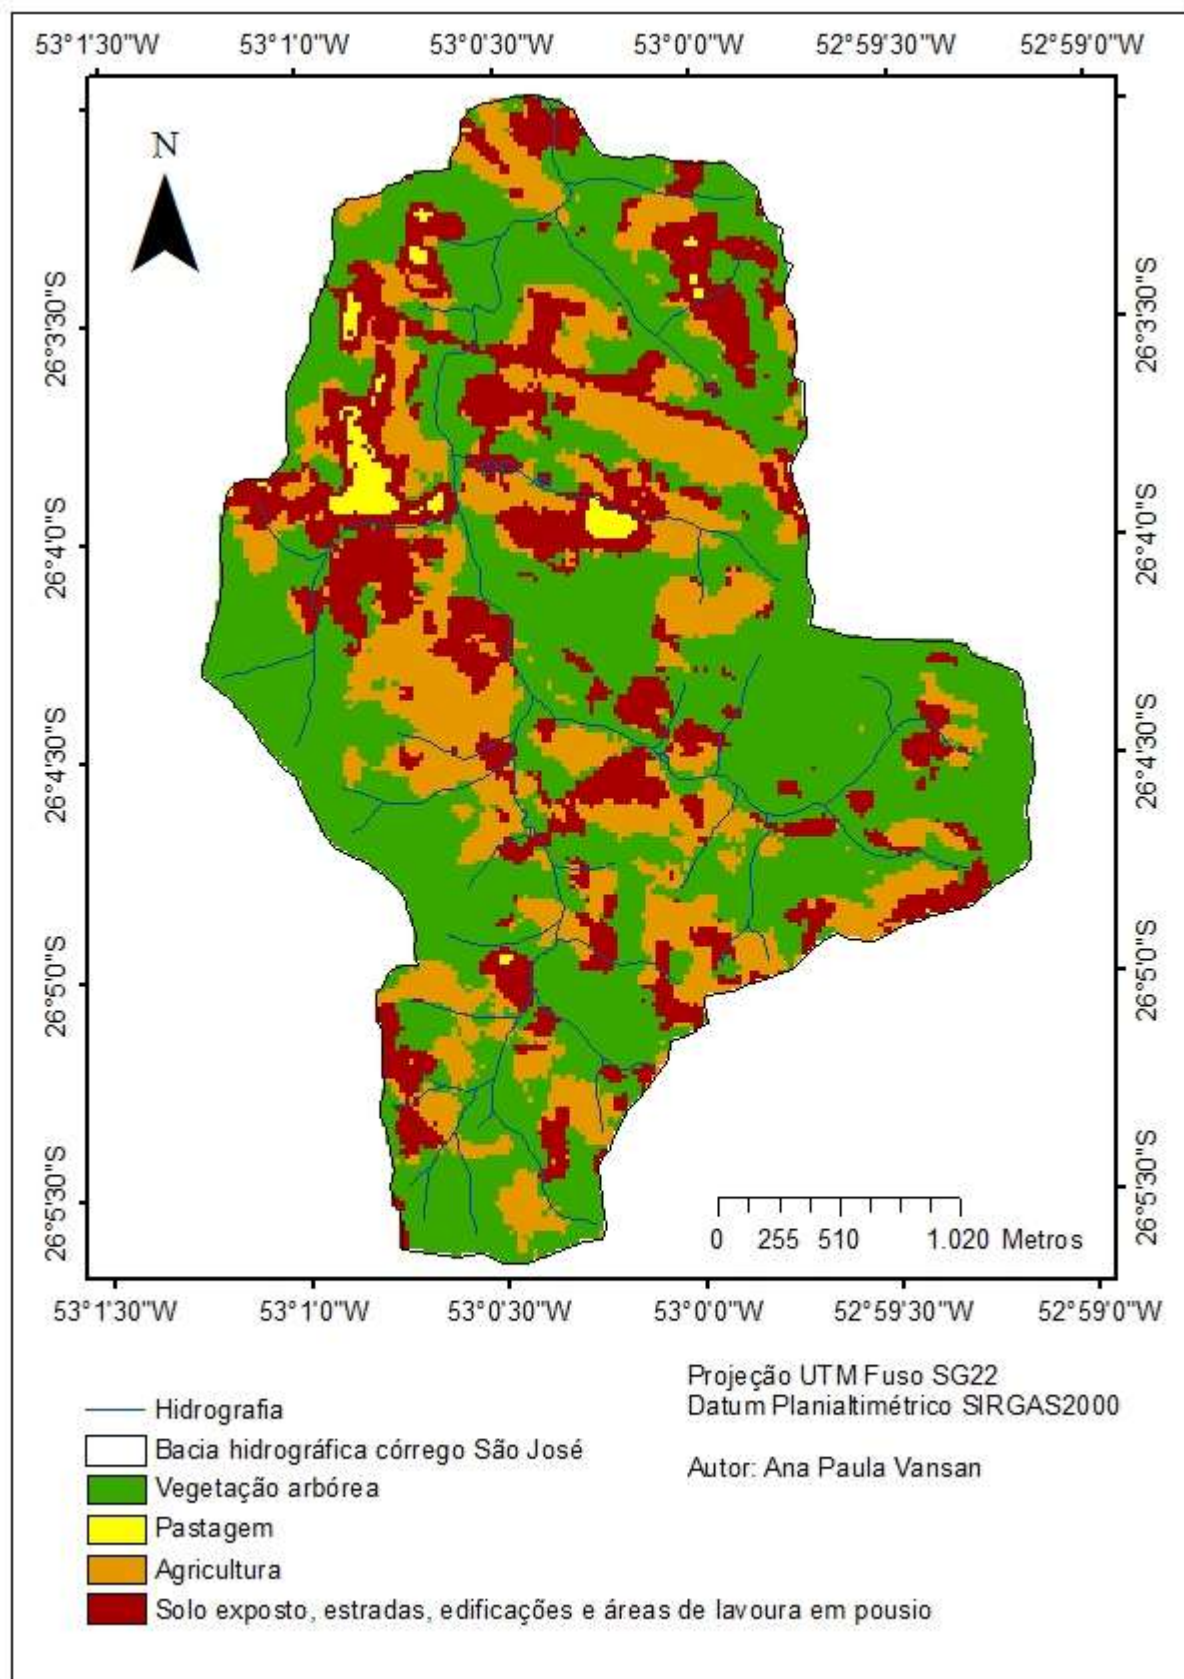 53°1'30"W 53°1'0"W 53°0'30"W 53°0'0"W 52°59'30"W 52°59'0"W
N
26°3'30"S 26°3'30"S
26°4'0"S 26°4'0"S
26°4'30"S 26°4'30"S
26°5'0"S 26°5'0"S
26°5'30"S 26°5'30"S
0 255 510 1.020 Metros
53°1'30"W 53°1'0"W 53°0'30"W 53°0'0"W 52°59'30"W 52°59'0"W
Projeção UTM Fuso SG22
Datum Planialtimétrico SIRGAS2000
Autor: Ana Paula Vansan
Hidrografia
Bacia hidrográfica córrego São José
Vegetação arbórea
Pastagem
Agricultura
Solo exposto, estradas, edificações e áreas de lavoura em pousio